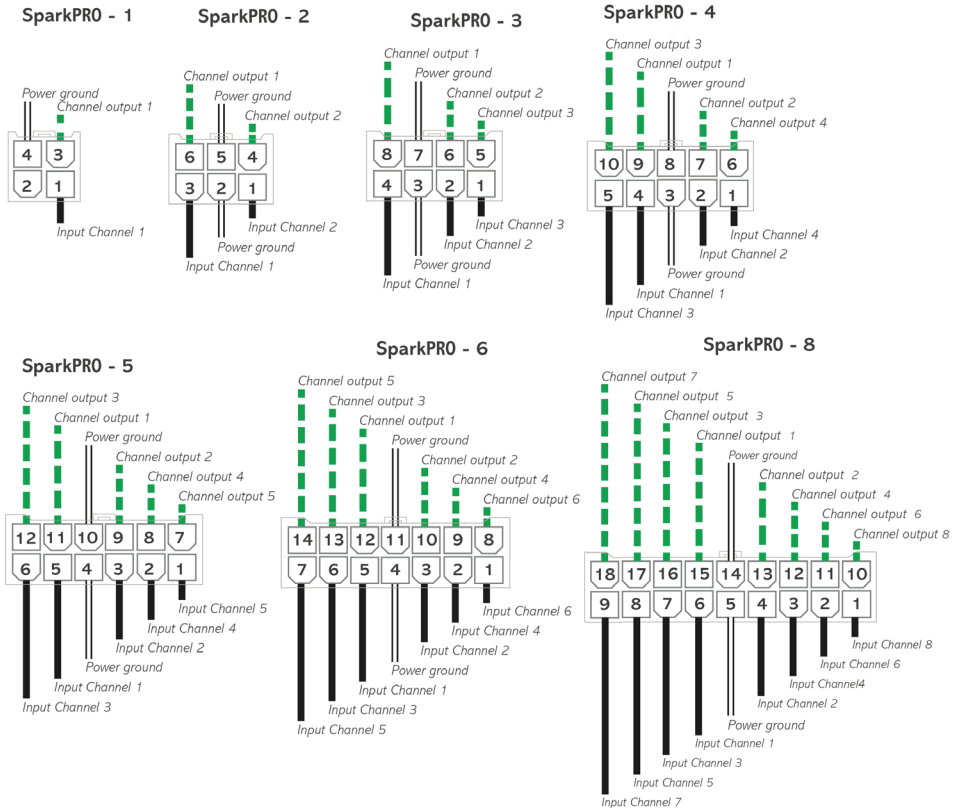 SparkPRO - 1
Power ground
Channel output 1
4 3
2 1
Input Channel 1
SparkPRO - 2
Channel output 1
Power ground
Channel output 2
6 5 4
3 2 1
Input Channel 2
Power ground
Input Channel 1
SparkPRO - 3
Channel output 1
Power ground
Channel output 2
Channel output 3
8 7 6 5
4 3 2 1
Input Channel 3
Input Channel 2
Power ground
Input Channel 1
SparkPRO - 4
Channel output 3
Channel output 1
Power ground
Channel output 2
Channel output 4
10 9 8 7 6
5 4 3 2 1
Input Channel 4
Input Channel 2
Power ground
Input Channel 1
Input Channel 3
SparkPRO - 5
Channel output 3
Channel output 1
Power ground
Channel output 2
Channel output 4
Channel output 5
12 11 10 9 8 7
6 5 4 3 2 1
Input Channel 5
Input Channel 4
Input Channel 2
Power ground
Input Channel 1
Input Channel 3
SparkPRO - 6
Channel output 5
Channel output 3
Channel output 1
Power ground
Channel output 2
Channel output 4
Channel output 6
14 13 12 11 10 9 8
7 6 5 4 3 2 1
Input Channel 6
Input Channel 4
Input Channel 2
Power ground
Input Channel 1
Input Channel 3
Input Channel 5
SparkPRO - 8
Channel output 7
Channel output 5
Channel output 3
Channel output 1
Power ground
Channel output 2
Channel output 4
Channel output 6
Channel output 8
18 17 16 15 14 13 12 11 10
9 8 7 6 5 4 3 2 1
Input Channel 8
Input Channel 6
Input Channel4
Input Channel 2
Power ground
Input Channel 1
Input Channel 3
Input Channel 5
Input Channel 7